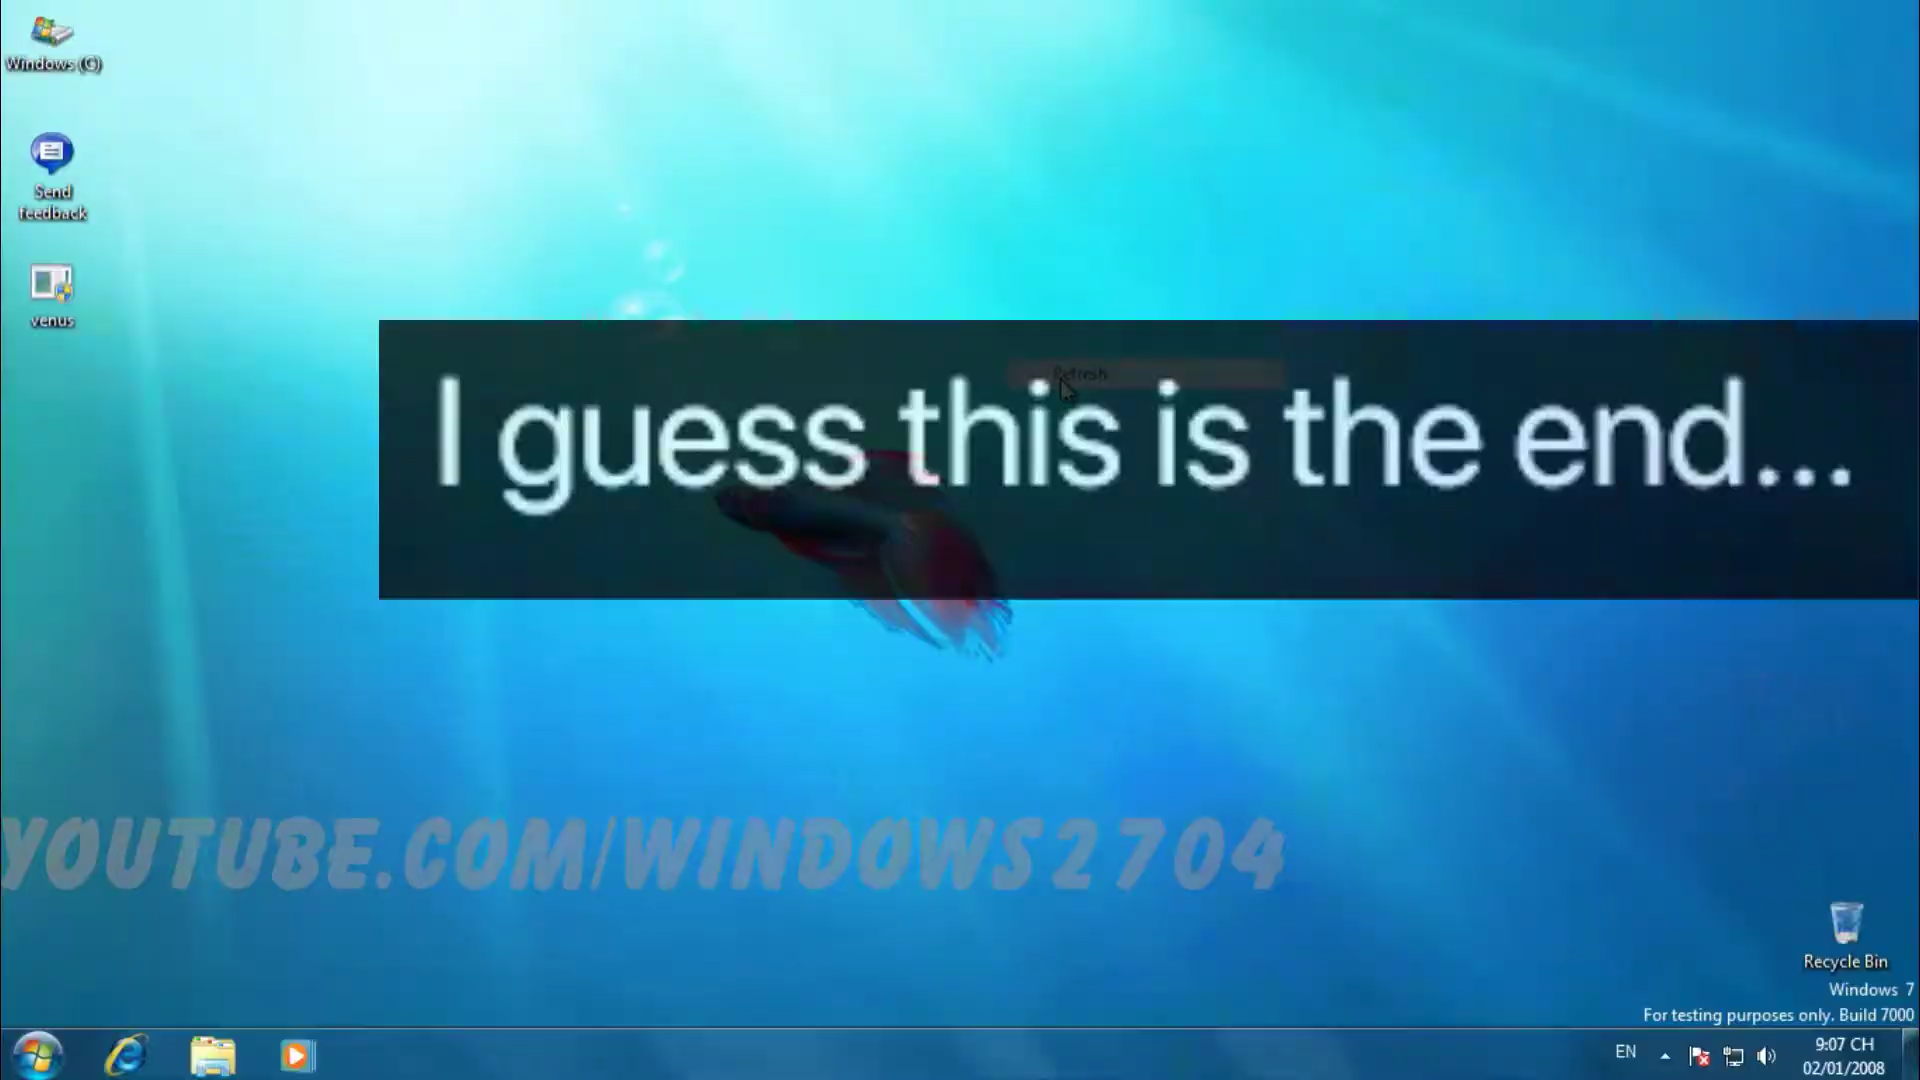 Windows (C)
Send
feedback
venus
Refresh
I guess this is the end...
YOUTUBE.COM/WINDOWS2704
Recycle Bin
Windows 7
For testing purposes only. Build 7000
EN
9:07 CH
02/01/2008